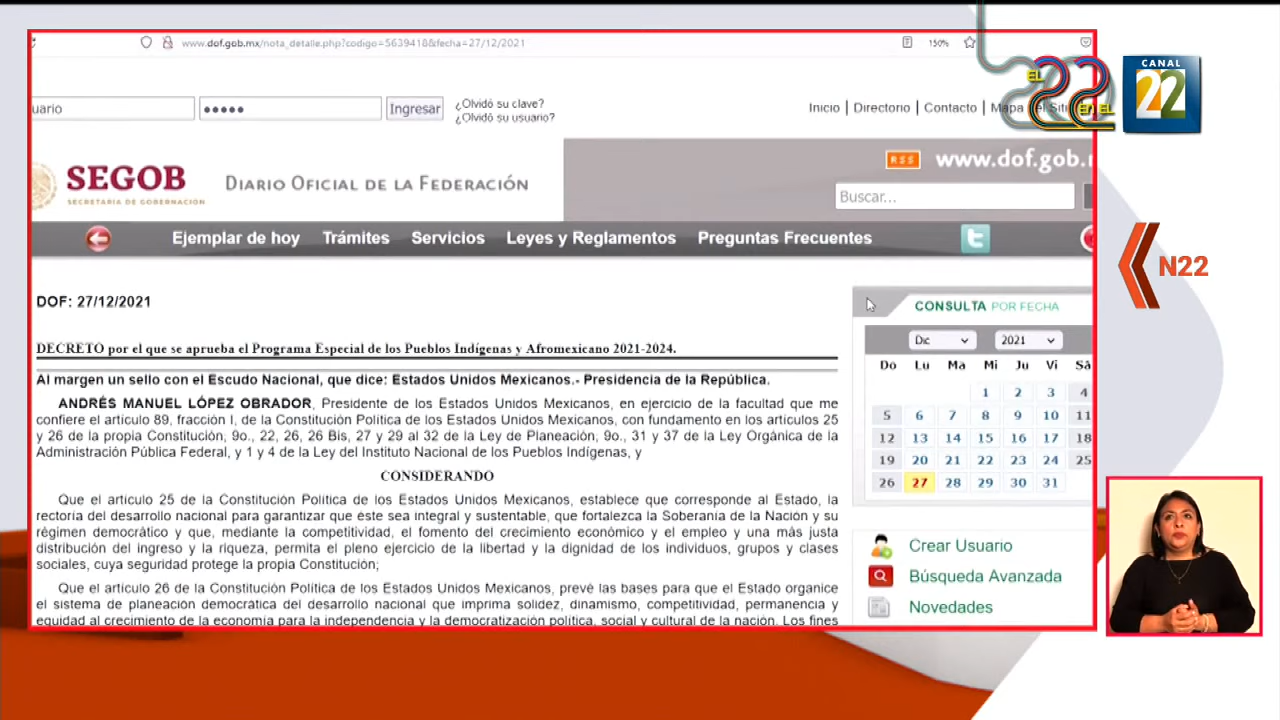 www.dof.gob.mx/nota_detalle.php?codigo=5639418&fecha=27/12/2021
150%
EL
22
EN EL
CANAL
22
uario
Ingresar
¿Olvidó su clave?
¿Olvidó su usuario?
Inicio | Directorio | Contacto | Mapa del Sit
SEGOB
SECRETARÍA DE GOBERNACIÓN
DIARIO OFICIAL DE LA FEDERACIÓN
RSS
www.dof.gob.m
Buscar...
Ejemplar de hoy Trámites Servicios Leyes y Reglamentos Preguntas Frecuentes
N22
DOF: 27/12/2021
DECRETO por el que se aprueba el Programa Especial de los Pueblos Indígenas y Afromexicano 2021-2024.
Al margen un sello con el Escudo Nacional, que dice: Estados Unidos Mexicanos.- Presidencia de la República.
ANDRÉS MANUEL LÓPEZ OBRADOR, Presidente de los Estados Unidos Mexicanos, en ejercicio de la facultad que me
confiere el artículo 89, fracción I, de la Constitución Política de los Estados Unidos Mexicanos, con fundamento en los artículos 25
y 26 de la propia Constitución; 9o., 22, 26, 26 Bis, 27 y 29 al 32 de la Ley de Planeación; 9o., 31 y 37 de la Ley Orgánica de la
Administración Pública Federal, y 1 y 4 de la Ley del Instituto Nacional de los Pueblos Indígenas, y
CONSIDERANDO
Que el artículo 25 de la Constitución Política de los Estados Unidos Mexicanos, establece que corresponde al Estado, la
rectoría del desarrollo nacional para garantizar que éste sea integral y sustentable, que fortalezca la Soberanía de la Nación y su
régimen democrático y que, mediante la competitividad, el fomento del crecimiento económico y el empleo y una más justa
distribución del ingreso y la riqueza, permita el pleno ejercicio de la libertad y la dignidad de los individuos, grupos y clases
sociales, cuya seguridad protege la propia Constitución;
Que el artículo 26 de la Constitución Política de los Estados Unidos Mexicanos, prevé las bases para que el Estado organice
el sistema de planeación democrática del desarrollo nacional que imprima solidez, dinamismo, competitividad, permanencia y
equidad al crecimiento de la economía para la independencia y la democratización política, social y cultural de la nación. Los fines
CONSULTA POR FECHA
Dic 2021
Do Lu Ma Mi Ju Vi Sá
1 2 3 4
5 6 7 8 9 10 11
12 13 14 15 16 17 18
19 20 21 22 23 24 25
26 27 28 29 30 31
Crear Usuario
Búsqueda Avanzada
Novedades